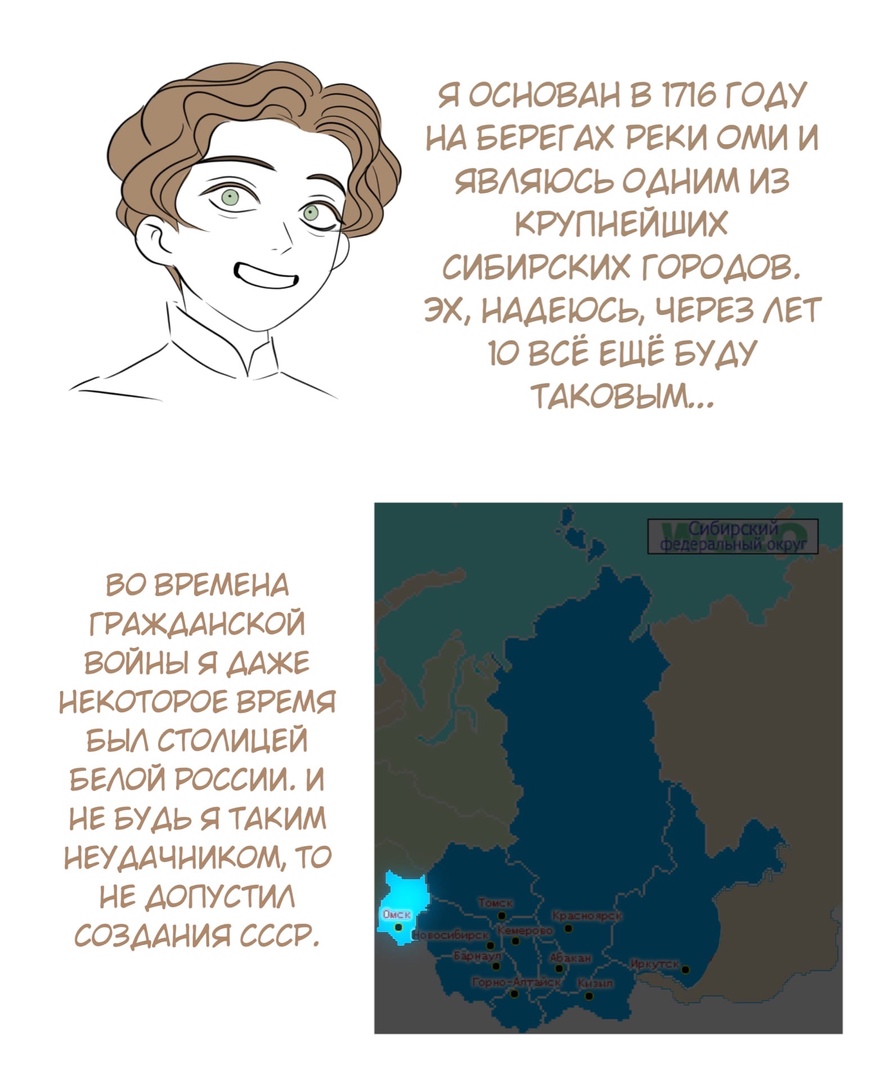 Я ОСНОВАН В 1716 ГОДУ
НА БЕРЕГАХ РЕКИ ОМИ И
ЯВЛЯЮСЬ ОДНИМ ИЗ
КРУПНЕЙШИХ
СИБИРСКИХ ГОРОДОВ.
ЭХ, НАДЕЮСЬ, ЧЕРЕЗ ЛЕТ
10 ВСЁ ЕЩЁ БУДУ
ТАКОВЫМ...
Сибирский
федеральный округ
ВО ВРЕМЕНА
ГРАЖДАНСКОЙ
ВОЙНЫ Я ДАЖЕ
НЕКОТОРОЕ ВРЕМЯ
БЫЛ СТОЛИЦЕЙ
БЕЛОЙ РОССИИ. И
НЕ БУДЬ Я ТАКИМ
НЕУДАЧНИКОМ, ТО
НЕ ДОПУСТИЛ
СОЗДАНИЯ СССР.
Омск
Томск
Красноярск
Новосибирск
Кемерово
Барнаул
Абакан
Иркутск
Горно-Алтайск
Кызыл